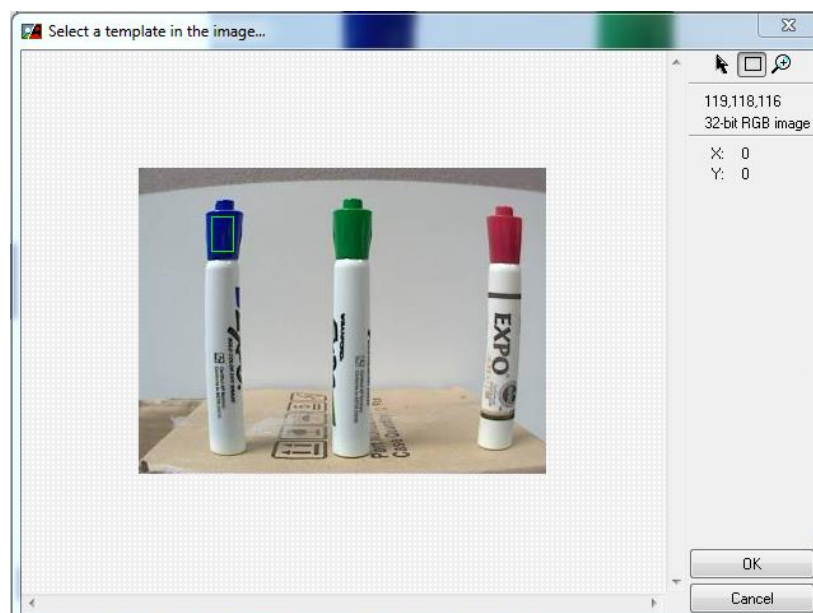 Select a template in the image...
119,118,116
32-bit RGB image
X: 0
Y: 0
EXPO
OK
Cancel